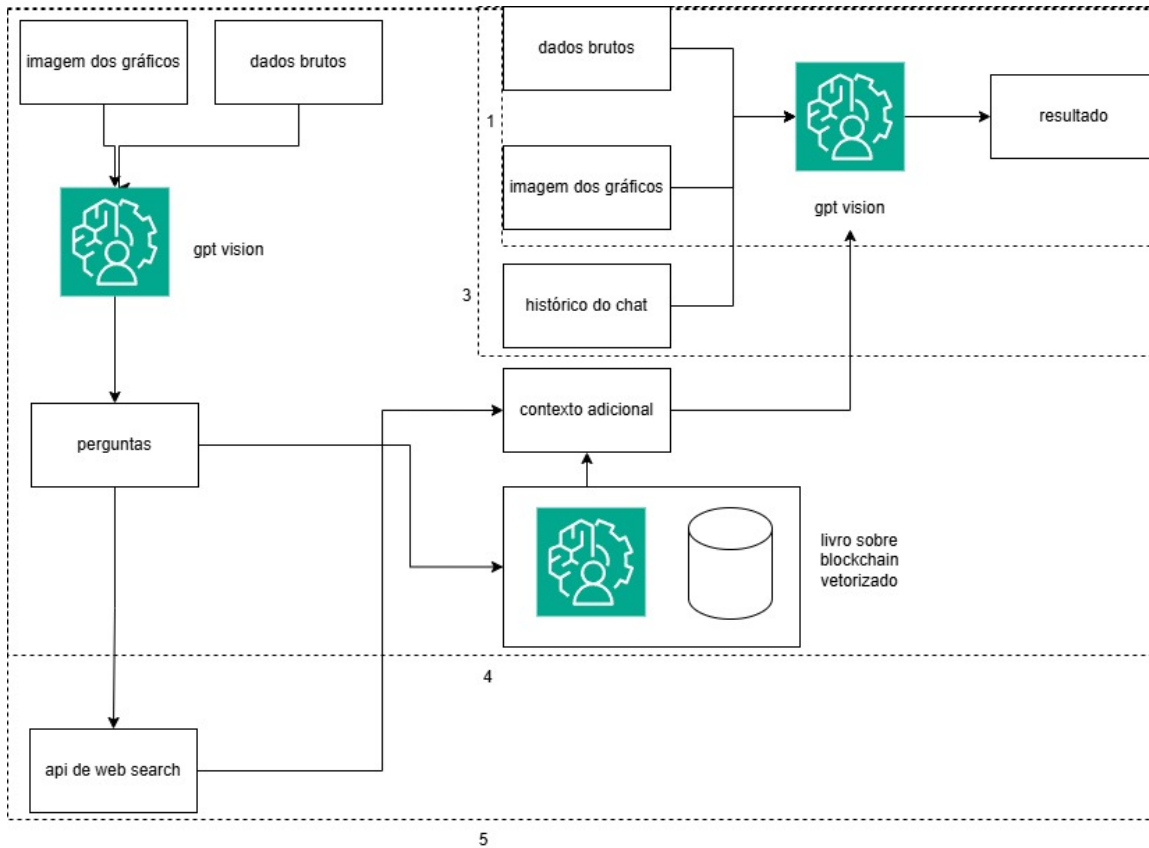 imagem dos gráficos
dados brutos
gpt vision
perguntas
api de web search
dados brutos
1
imagem dos gráficos
gpt vision
resultado
3
histórico do chat
contexto adicional
livro sobre
blockchain
vetorizado
4
5